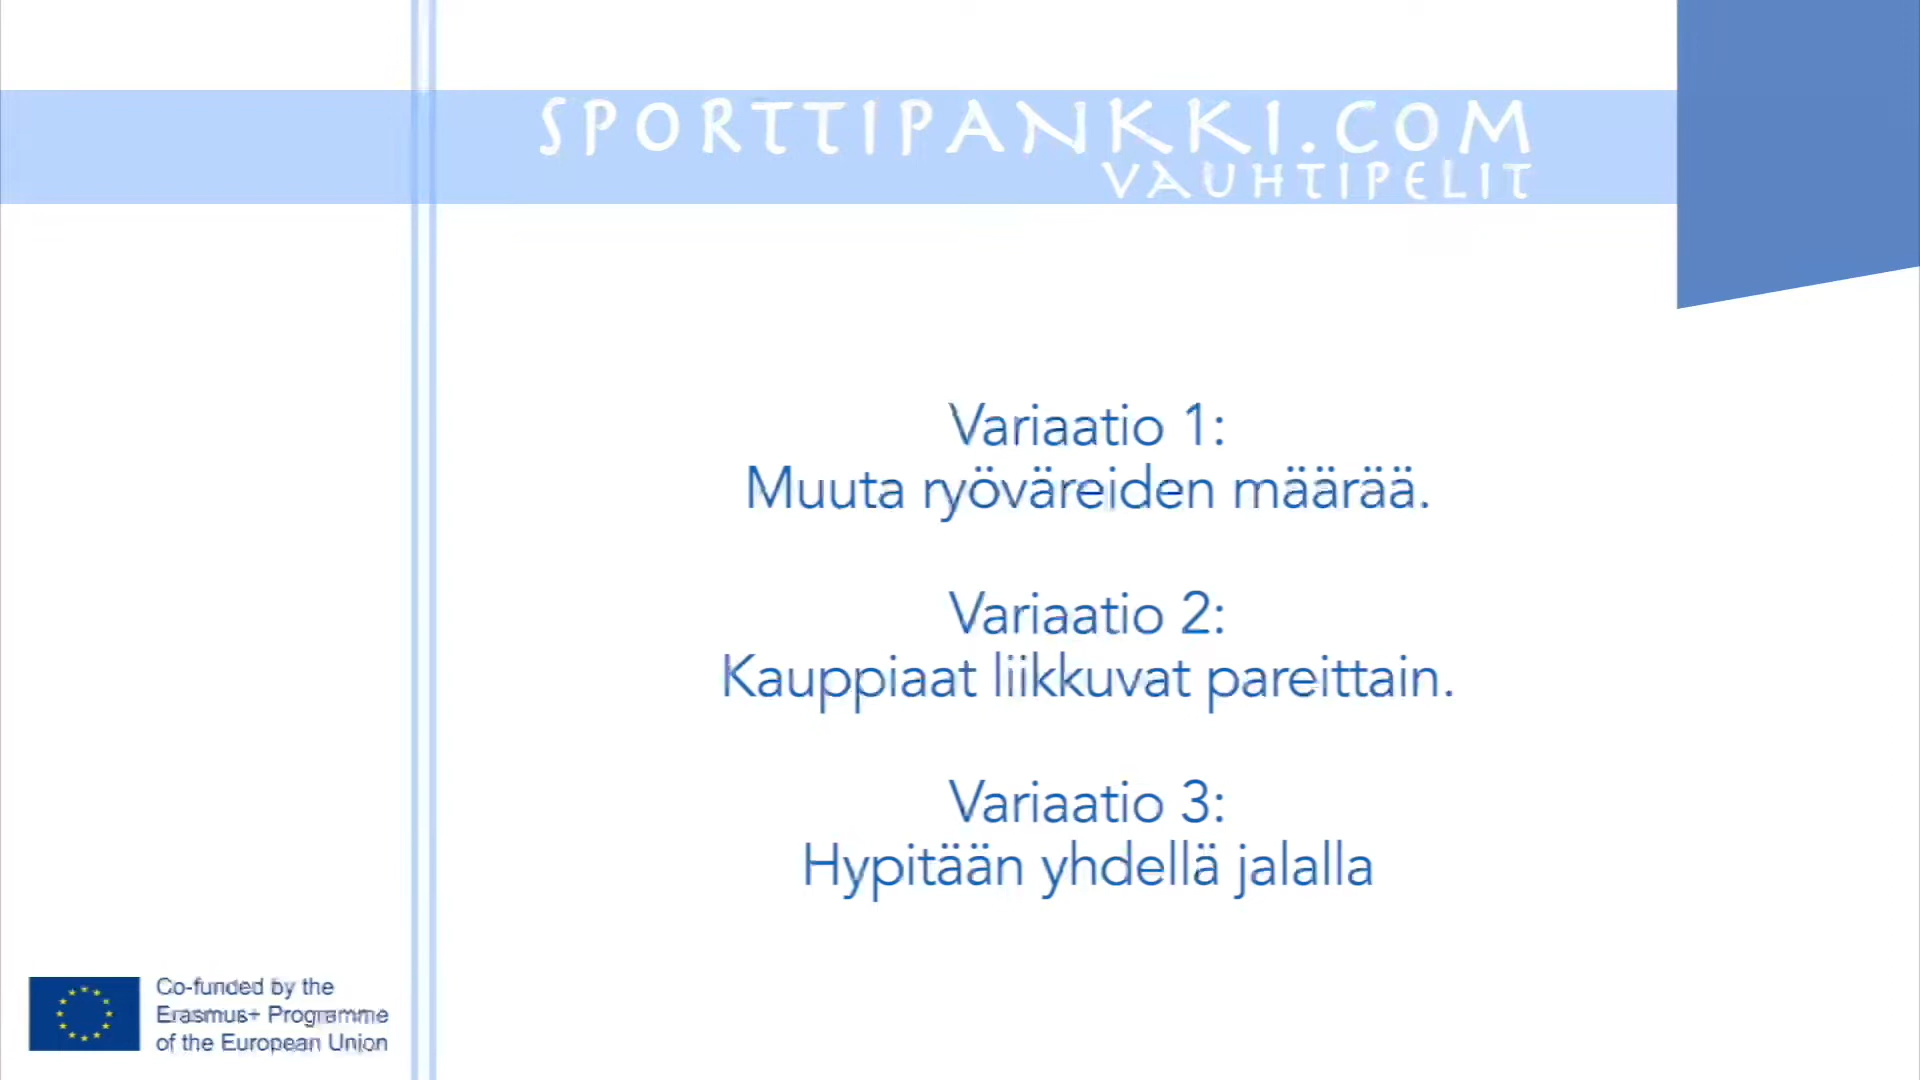 SPORTTIPANKKI.COM
VAUHTIPELIT
Variaatio 1:
Muuta ryöväreiden määrää.
Variaatio 2:
Kauppiaat liikkuvat pareittain.
Variaatio 3:
Hypitään yhdellä jalalla
Co-funded by the
Erasmus+ Programme
of the European Union